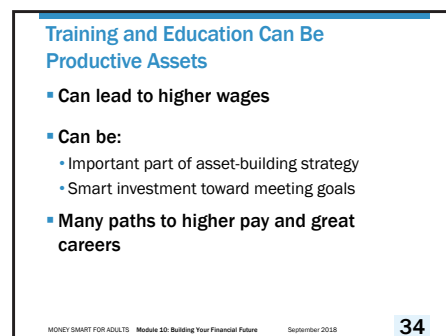 Training and Education Can Be
Productive Assets
▪ Can lead to higher wages
▪ Can be:
• Important part of asset-building strategy
• Smart investment toward meeting goals
▪ Many paths to higher pay and great
careers
MONEY SMART FOR ADULTS Module 10: Building Your Financial Future September 2018 34